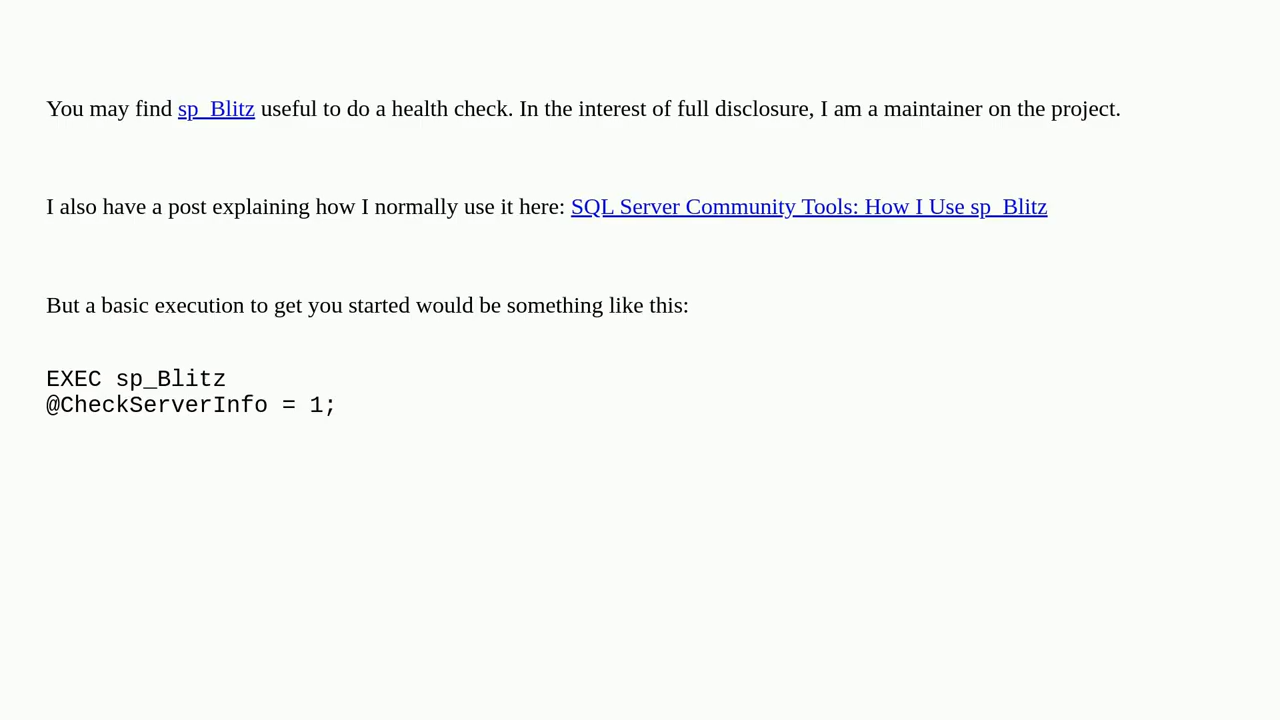 You may find sp_Blitz useful to do a health check. In the interest of full disclosure, I am a maintainer on the project.
I also have a post explaining how I normally use it here: SQL Server Community Tools: How I Use sp_Blitz
But a basic execution to get you started would be something like this:
EXEC sp_Blitz
@CheckServerInfo = 1;